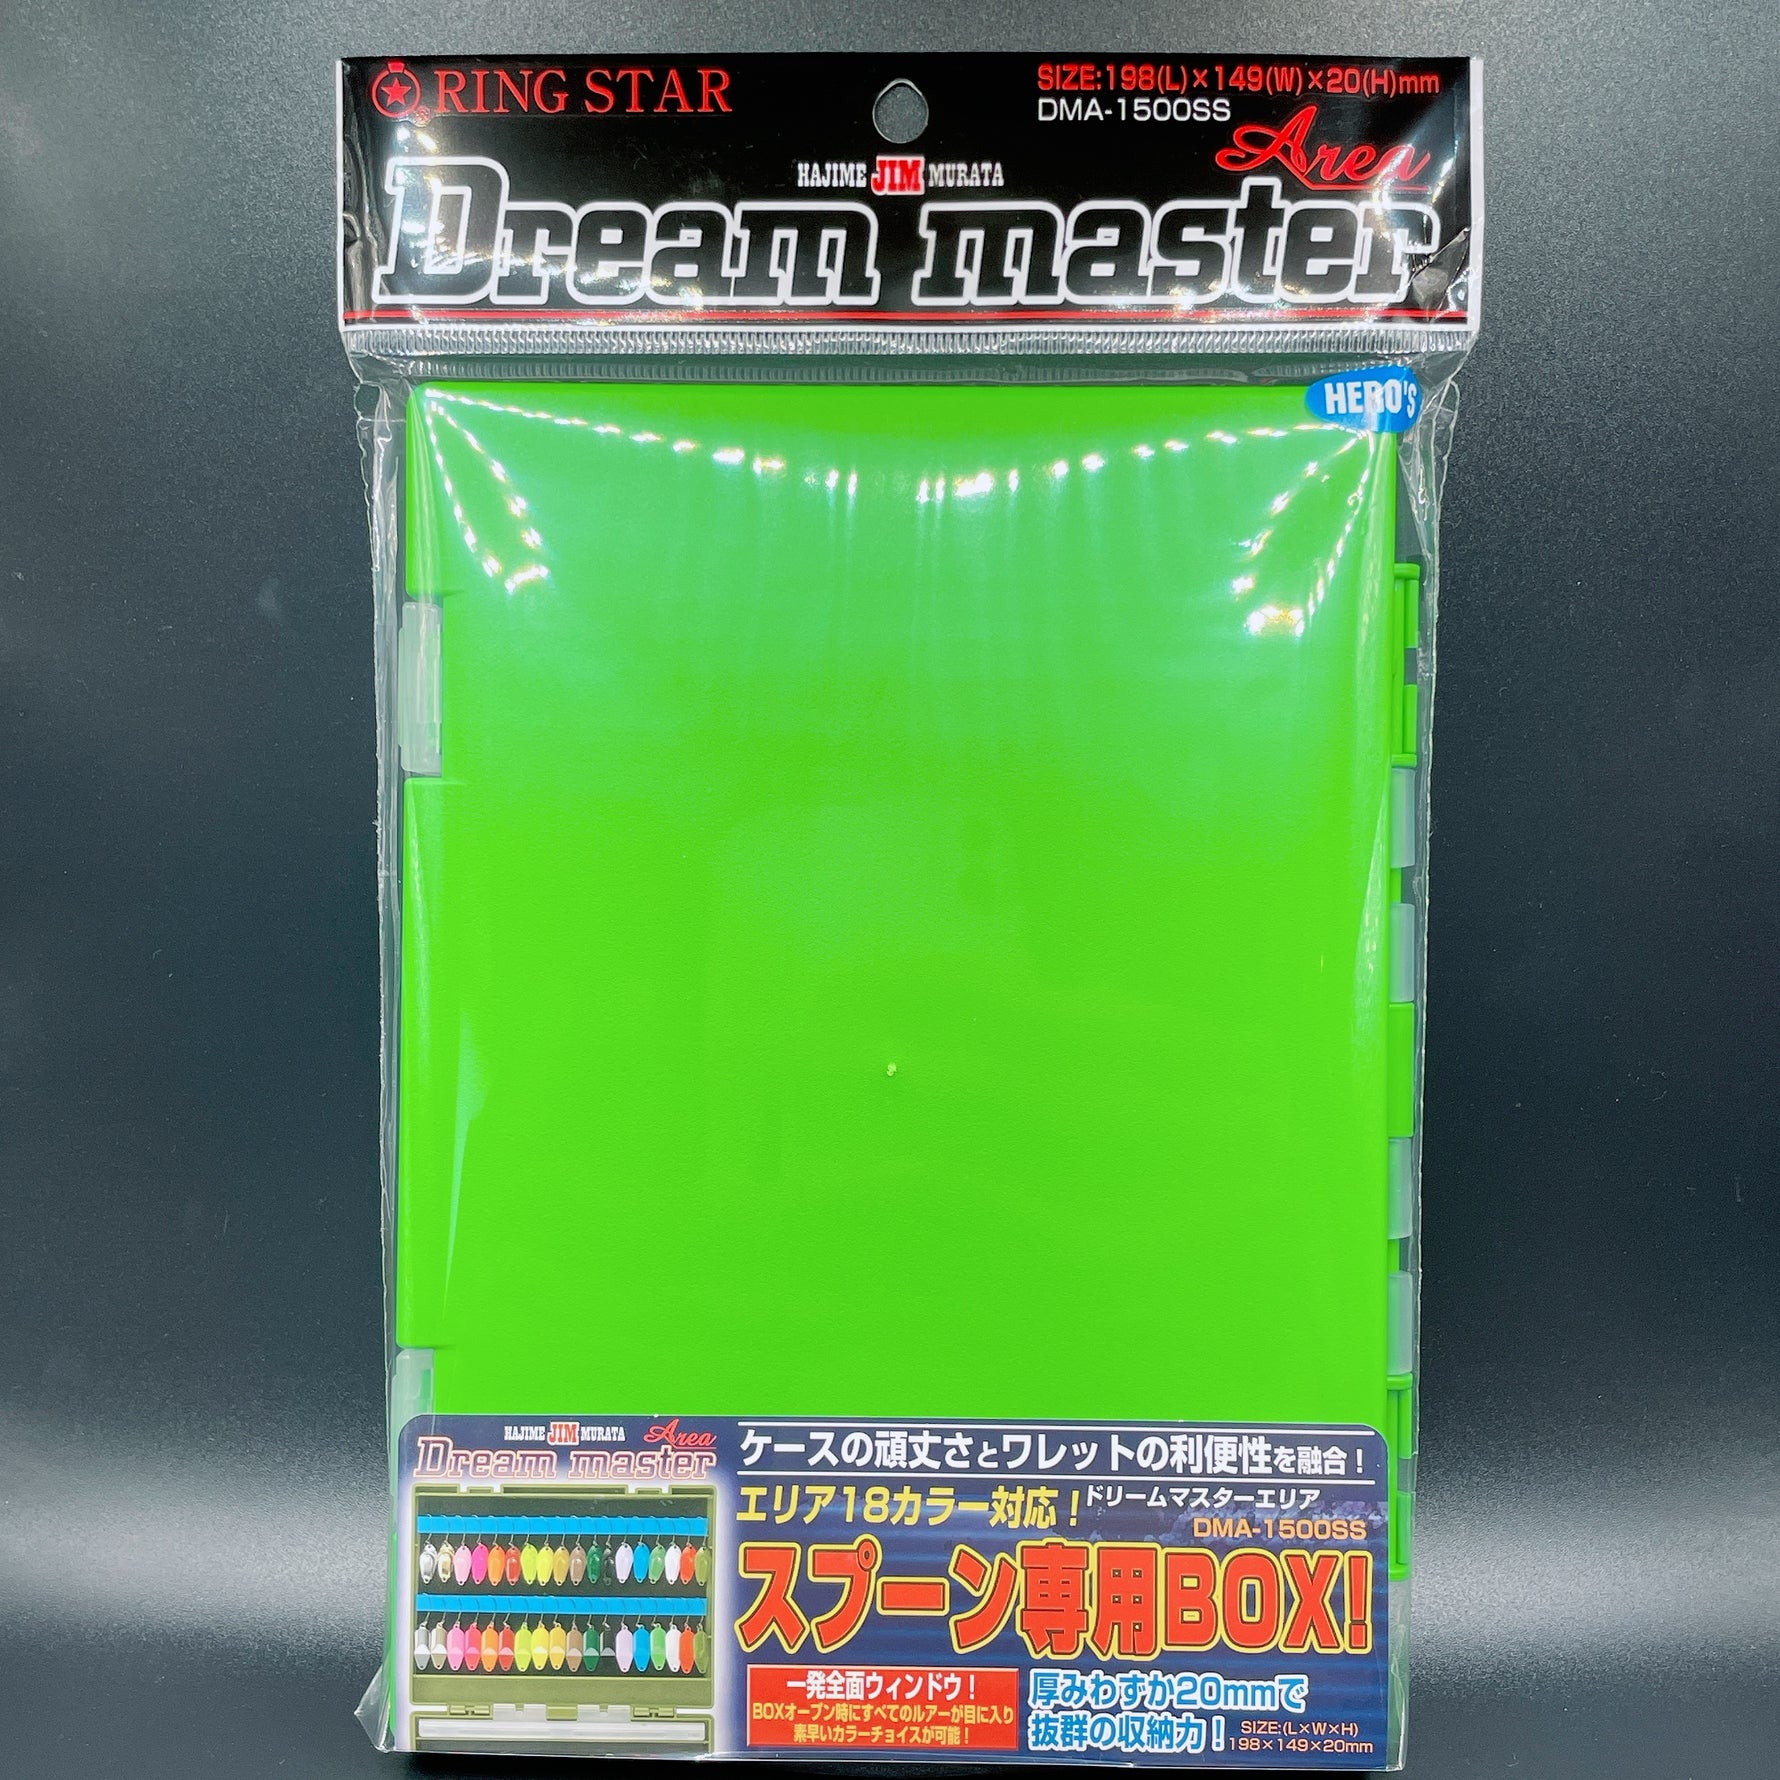 RING STAR
SIZE:198(L)×149(W)×20(H)mm
DMA-1500SS
Area
HAJIME JIM MURATA
Dream master
HERO'S
HAJIME JIM MURATA
Area
Dream master
ケースの頑丈さとワレットの利便性を融合!
エリア18カラー対応!
ドリームマスターエリア
DMA-1500SS
スプーン専用BOX!
一発全面ウィンドウ!
BOXオープン時にすべてのルアーが目に入り
素早いカラーチョイスが可能!
厚みわずか20mmで
抜群の収納力!
SIZE:(L×W×H)
198×149×20mm